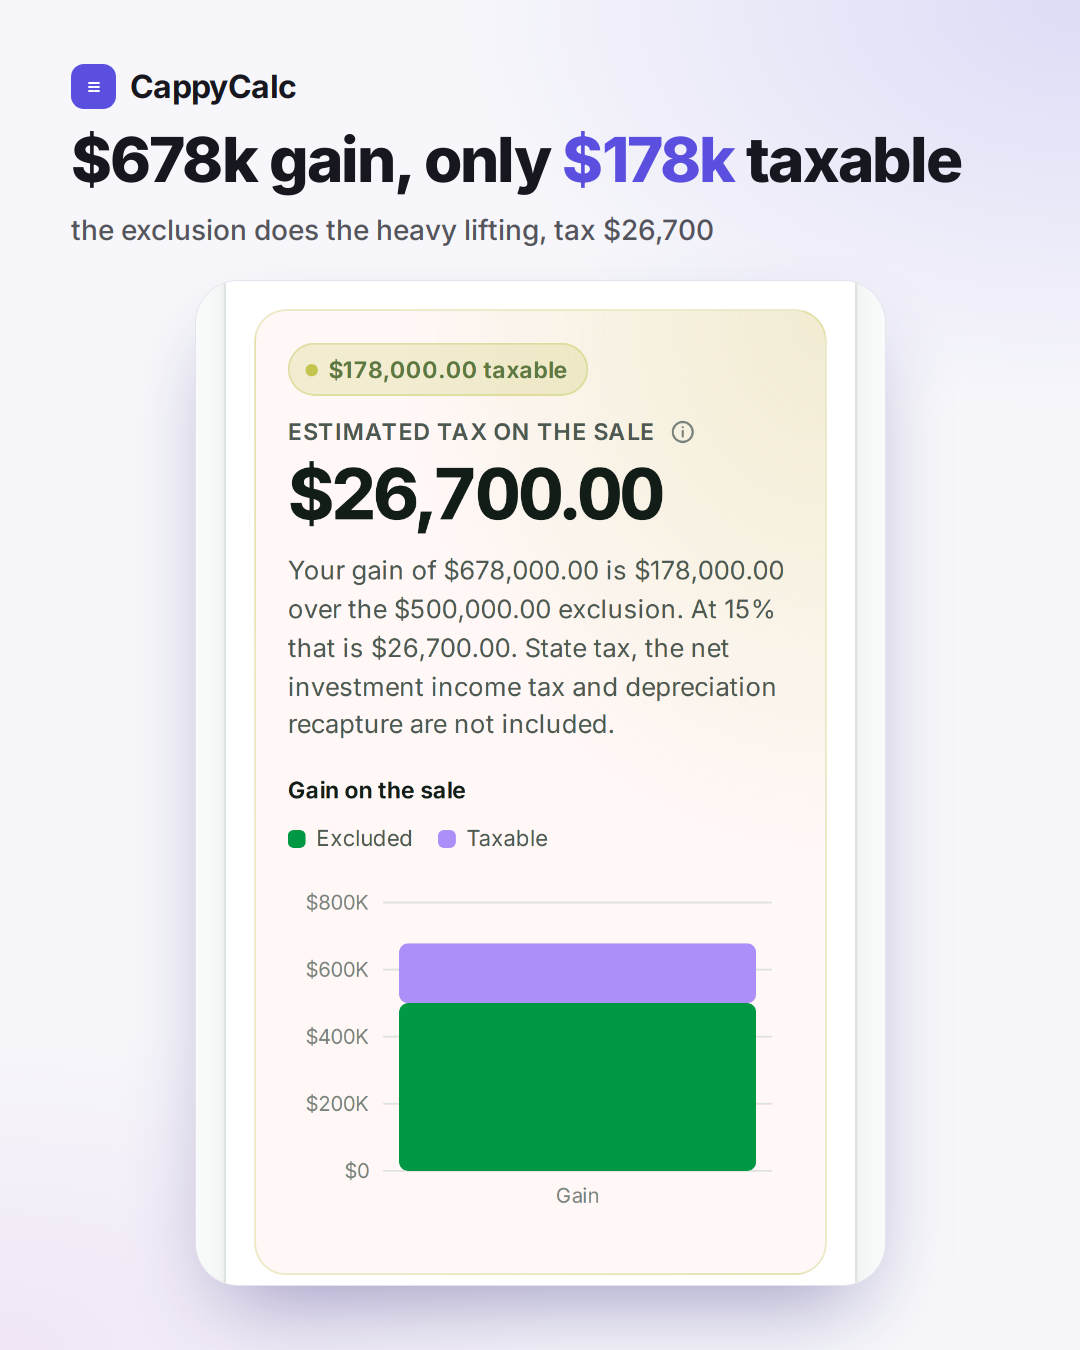 CappyCalc
$678k gain, only $178k taxable
the exclusion does the heavy lifting, tax $26,700
$178,000.00 taxable
ESTIMATED TAX ON THE SALE
$26,700.00
Your gain of $678,000.00 is $178,000.00
over the $500,000.00 exclusion. At 15%
that is $26,700.00. State tax, the net
investment income tax and depreciation
recapture are not included.
Gain on the sale
Excluded Taxable
$800K
$600K
$400K
$200K
$0
Gain